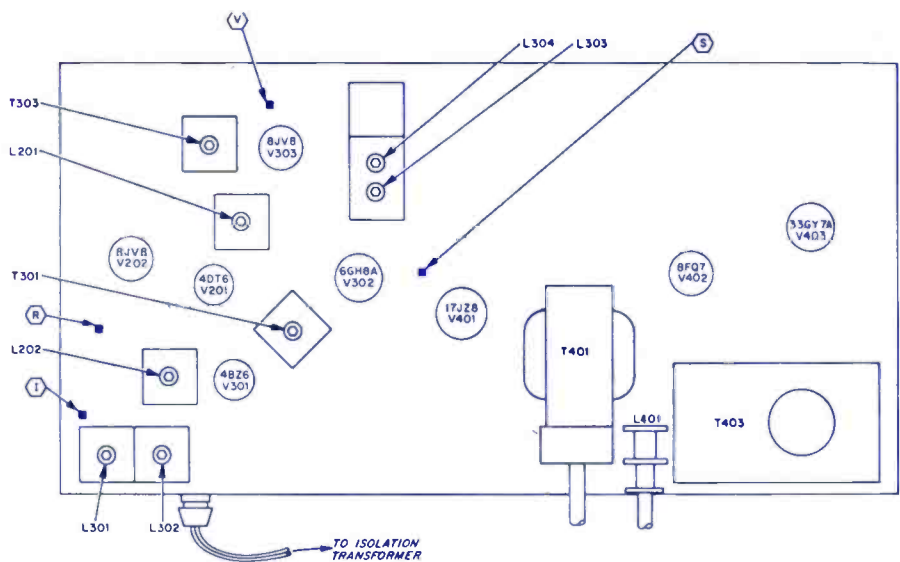 V
L304
L303
S
T303
8JV8
V303
L201
33GY7A
V403
8JV8
V202
4DT6
V201
6GH8A
V302
8FQ7
V402
T301
17JZ8
V401
R
L202
T401
4BZ6
V301
I
L401
T403
L301
L302
TO ISOLATION
TRANSFORMER